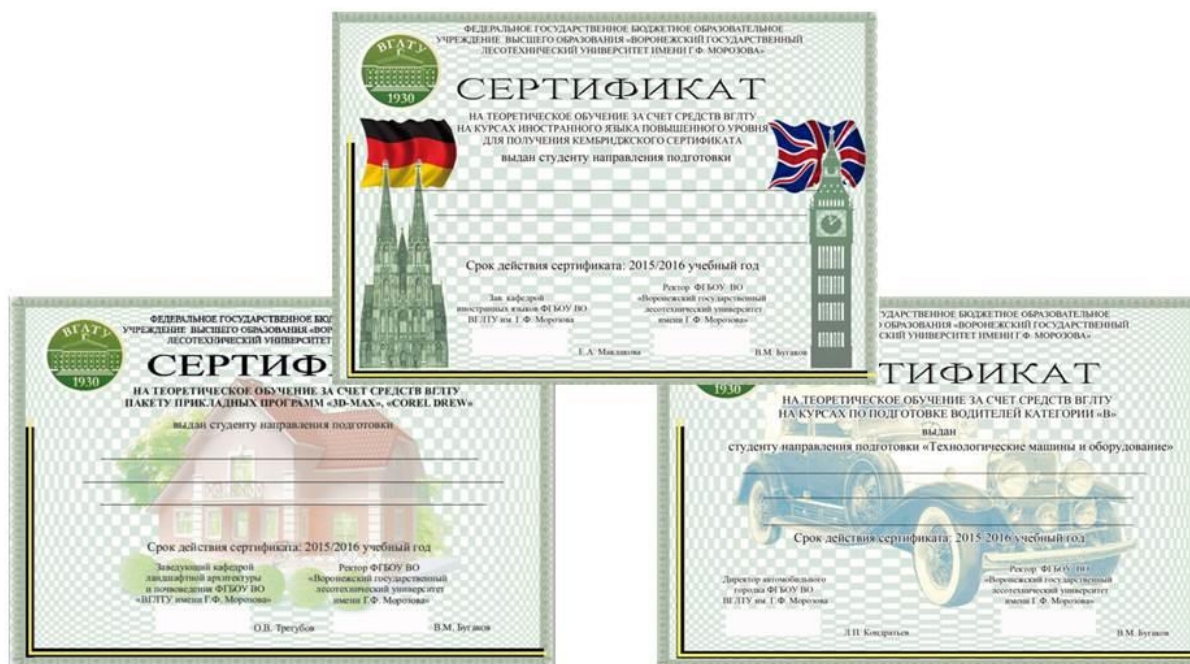 ФЕДЕРАЛЬНОЕ ГОСУДАРСТВЕННОЕ БЮДЖЕТНОЕ ОБРАЗОВАТЕЛЬНОЕ
УЧРЕЖДЕНИЕ ВЫСШЕГО ОБРАЗОВАНИЯ «ВОРОНЕЖСКИЙ ГОСУДАРСТВЕННЫЙ
ЛЕСОТЕХНИЧЕСКИЙ УНИВЕРСИТЕТ ИМЕНИ Г.Ф. МОРОЗОВА»
ВГЛТУ
1930
СЕРТИФИКАТ
НА ТЕОРЕТИЧЕСКОЕ ОБУЧЕНИЕ ЗА СЧЕТ СРЕДСТВ ВГЛТУ
НА КУРСАХ ИНОСТРАННОГО ЯЗЫКА ПОВЫШЕННОГО УРОВНЯ
ДЛЯ ПОЛУЧЕНИЯ КЕМБРИДЖСКОГО СЕРТИФИКАТА
выдан студенту направления подготовки
Срок действия сертификата: 2015/2016 учебный год
Зав. кафедрой
иностранных языков ФГБОУ ВО
ВГЛТУ им. Г.Ф. Морозова
Е.А. Маклакова
Ректор ФГБОУ ВО
«Воронежский государственный
лесотехнический университет
имени Г.Ф. Морозова»
В.М. Бугаков
ФЕДЕРАЛЬНОЕ ГОСУДАРСТВЕННОЕ БЮ
УЧРЕЖДЕНИЕ ВЫСШЕГО ОБРАЗОВАНИЯ «ВОР
ЛЕСОТЕХНИЧЕСКИЙ УНИВЕРСИТЕТ
ВГЛТУ
1930
СЕРТИФ
НА ТЕОРЕТИЧЕСКОЕ ОБУЧЕНИЕ ЗА СЧЕТ СРЕДСТВ ВГЛТУ
ПАКЕТУ ПРИКЛАДНЫХ ПРОГРАММ «3D-MAX», «COREL DREW»
выдан студенту направления подготовки
Срок действия сертификата: 2015/2016 учебный год
Заведующий кафедрой
ландшафтной архитектуры
и почвоведения ФГБОУ ВО
«ВГЛТУ имени Г.Ф. Морозова»
О.В. Трегубов
Ректор ФГБОУ ВО
«Воронежский государственный
лесотехнический университет
имени Г.Ф. Морозова»
В.М. Бугаков
УДАРСТВЕННОЕ БЮДЖЕТНОЕ ОБРАЗОВАТЕЛЬНОЕ
О ОБРАЗОВАНИЯ «ВОРОНЕЖСКИЙ ГОСУДАРСТВЕННЫЙ
СКИЙ УНИВЕРСИТЕТ ИМЕНИ Г.Ф. МОРОЗОВА»
1930
ТИФИКАТ
НА ТЕОРЕТИЧЕСКОЕ ОБУЧЕНИЕ ЗА СЧЕТ СРЕДСТВ ВГЛТУ
НА КУРСАХ ПО ПОДГОТОВКЕ ВОДИТЕЛЕЙ КАТЕГОРИИ «В»
выдан
студенту направления подготовки «Технологические машины и оборудование»
Срок действия сертификата: 2015-2016 учебный год
Директор автомобильного
городка ФГБОУ ВО
ВГЛТУ им. Г.Ф. Морозова
Л.П. Кондратьев
Ректор ФГБОУ ВО
«Воронежский государственный
лесотехнический университет
имени Г.Ф. Морозова»
В.М. Бугаков